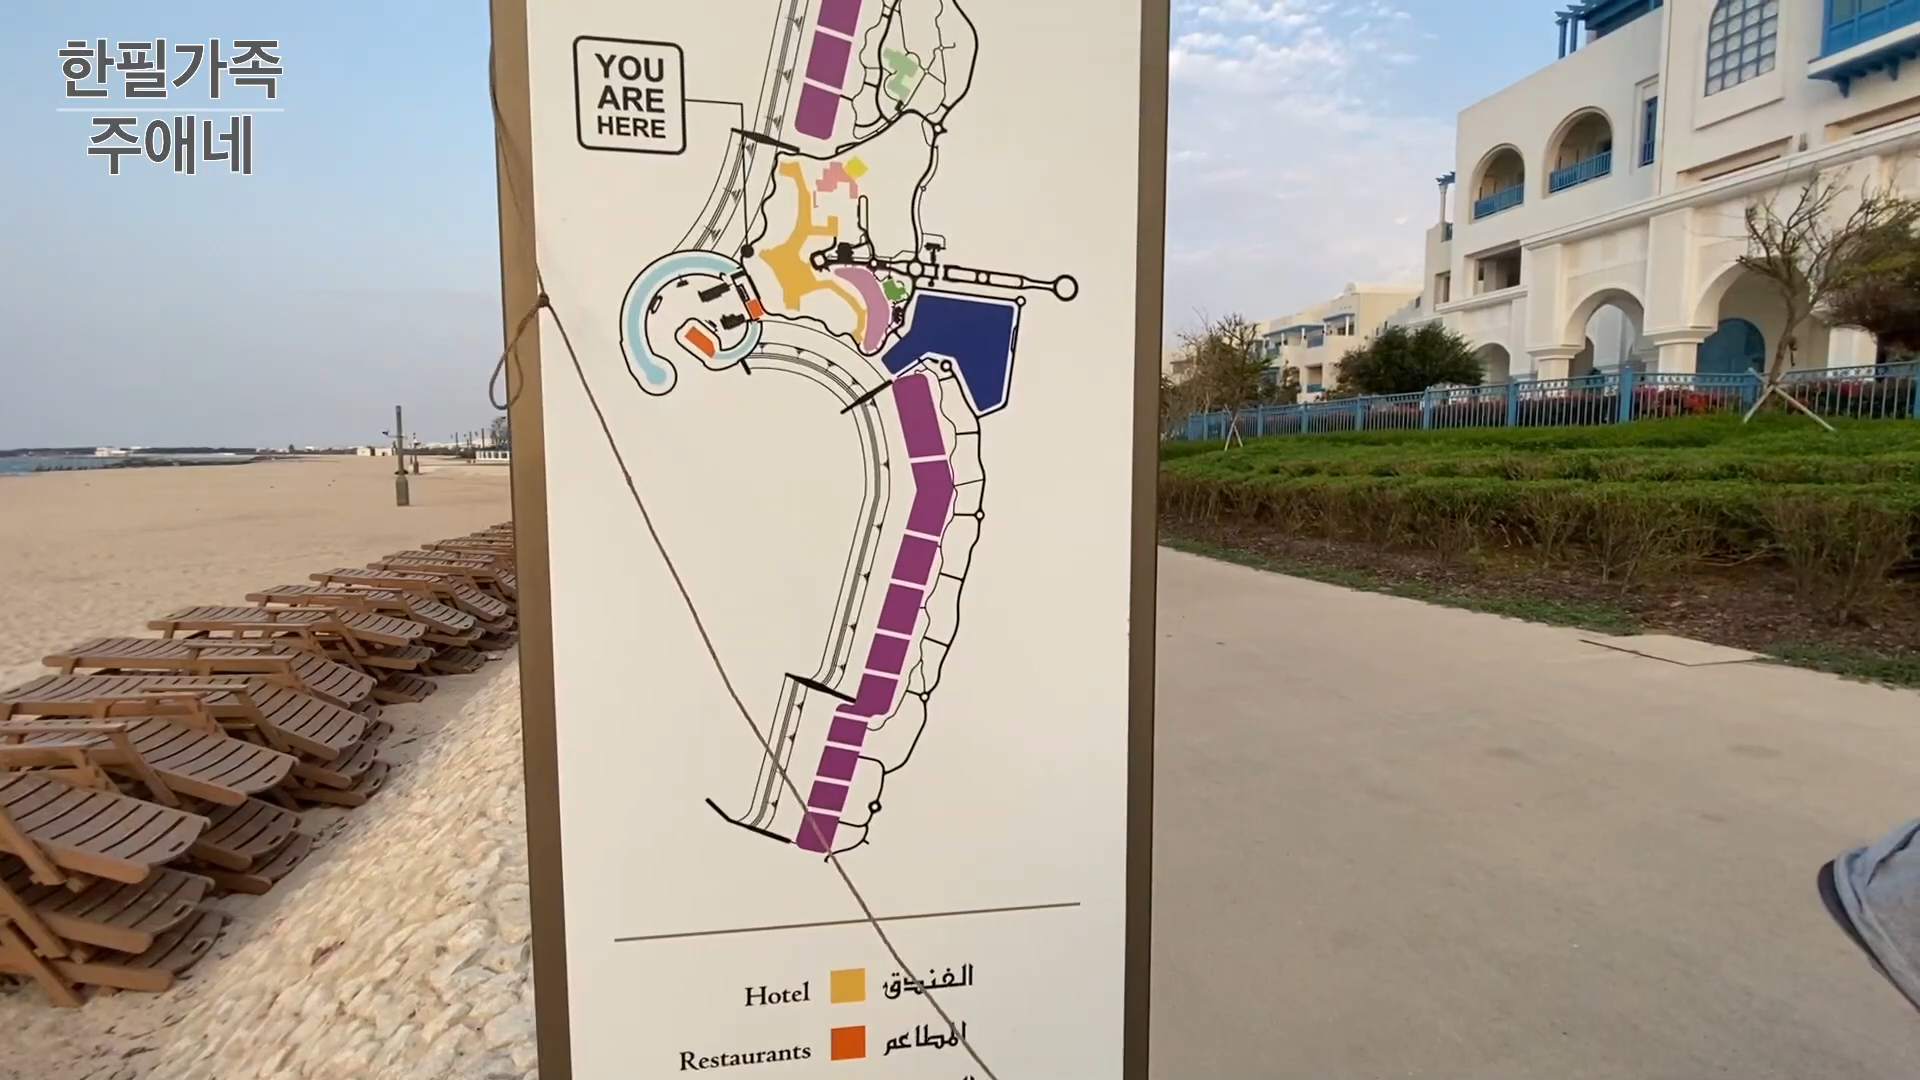 한필가족
주애네
YOU
ARE
HERE
Hotel الفندق
Restaurants المطاعم